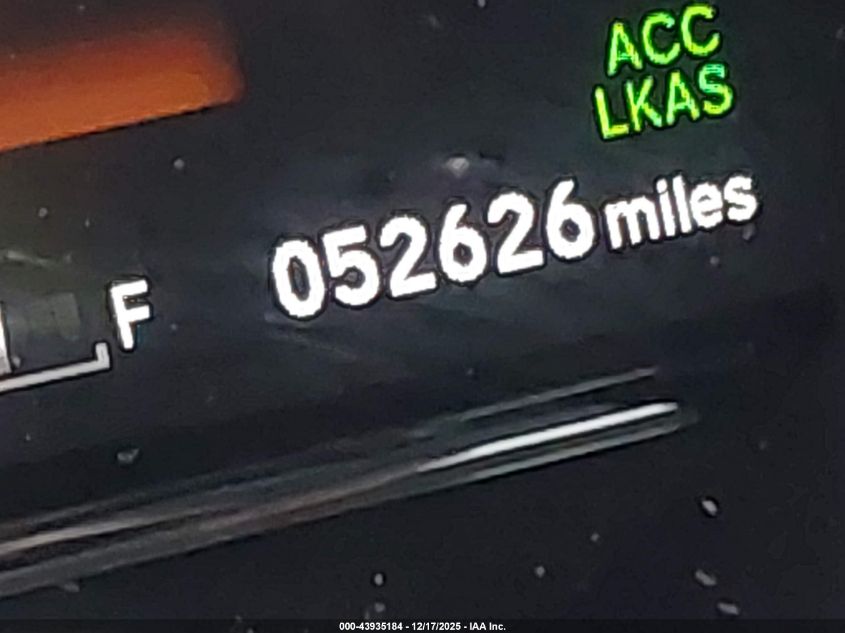 ACC
LKAS
052626 miles
F
000-43935184 - 12/17/2025 - IAA Inc.